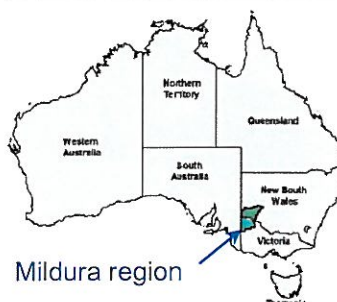 Northern
Territory
Queensland
Western
Australia
South
Australia
New South
Wales
Victoria
Mildura region